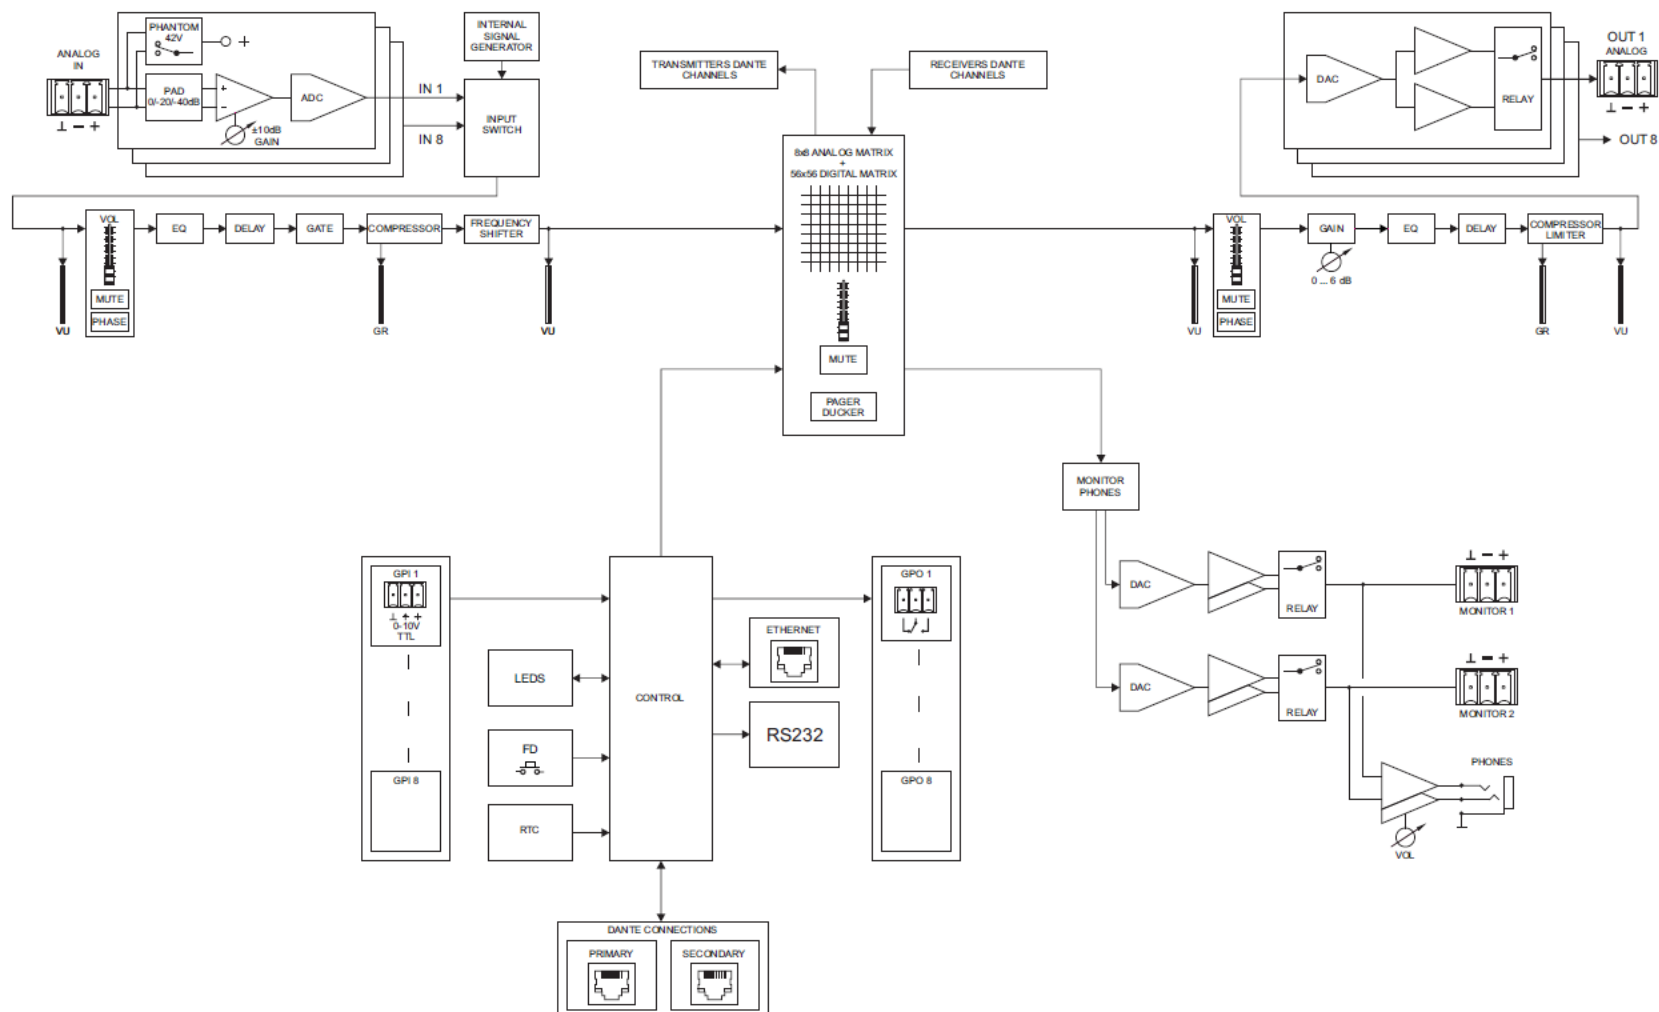 ANALOG
IN
⊥ − +
PHANTOM
42V
+
PAD
0/-20/-40dB
+
−
±10dB
GAIN
ADC
IN 1
IN 8
INTERNAL
SIGNAL
GENERATOR
INPUT
SWITCH
TRANSMITTERS DANTE
CHANNELS
RECEIVERS DANTE
CHANNELS
DAC
RELAY
OUT 1
ANALOG
⊥ − +
OUT 8
VU
VOL
MUTE
PHASE
EQ
DELAY
GATE
COMPRESSOR
GR
FREQUENCY
SHIFTER
VU
8x8 ANALOG MATRIX
+
56x56 DIGITAL MATRIX
MUTE
PAGER
DUCKER
VU
VOL
MUTE
PHASE
GAIN
0 ... 6 dB
EQ
DELAY
COMPRESSOR
LIMITER
GR
VU
MONITOR
PHONES
DAC
RELAY
⊥ − +
MONITOR 1
DAC
RELAY
⊥ − +
MONITOR 2
PHONES
VOL
GPI 1
⊥ + +
0-10V
TTL
GPI 8
LEDS
FD
RTC
CONTROL
ETHERNET
RS232
GPO 1
GPO 8
DANTE CONNECTIONS
PRIMARY
SECONDARY